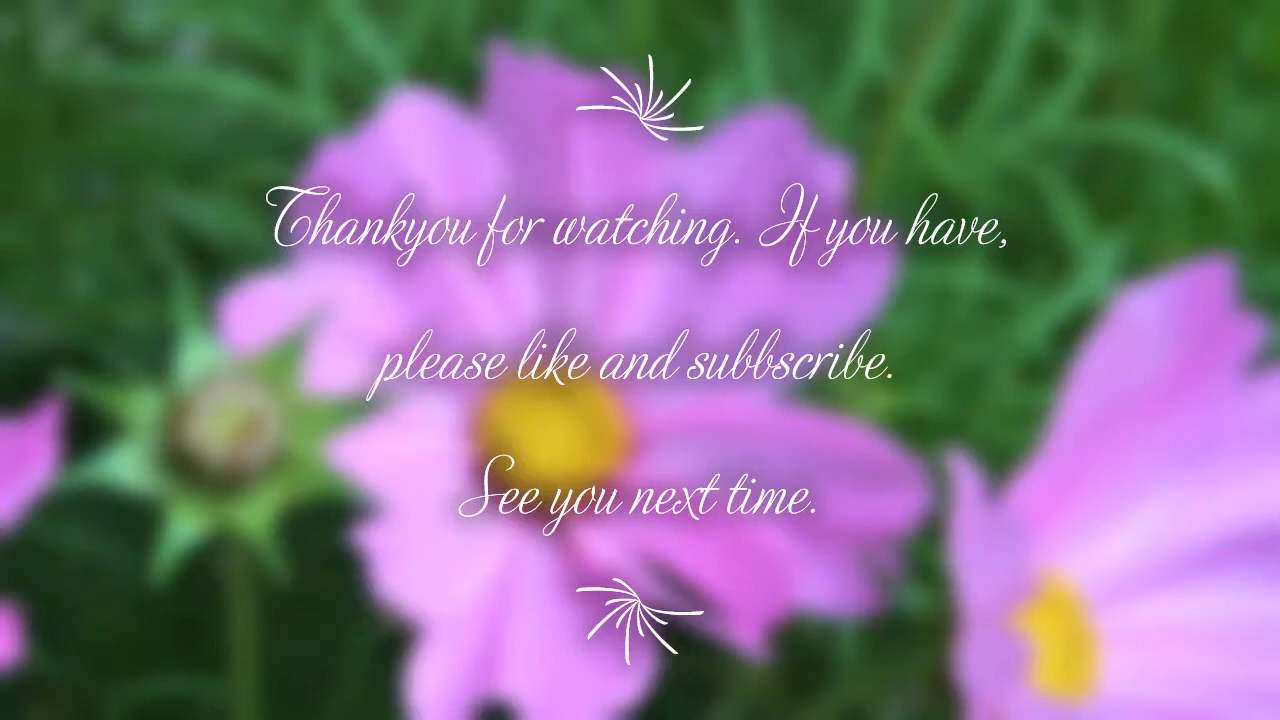 Thankyou for watching. If you have,
please like and subbscribe.
See you next time.